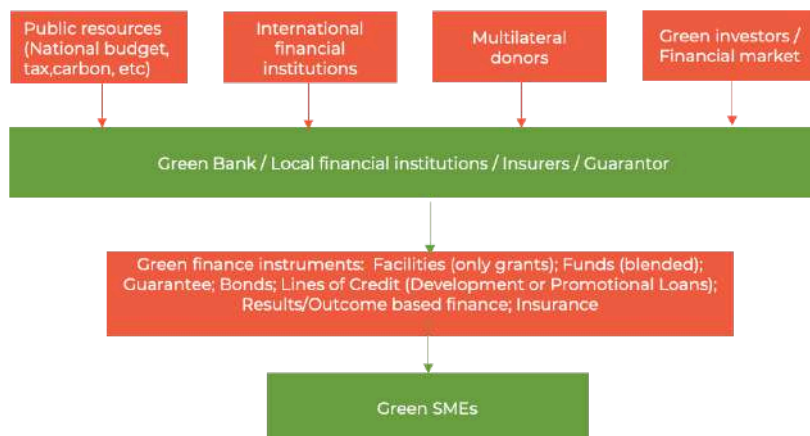 Public resources
(National budget,
tax,carbon, etc)
International
financial
institutions
Multilateral
donors
Green investors /
Financial market
Green Bank / Local financial institutions / Insurers / Guarantor
Green finance instruments: Facilities (only grants); Funds (blended);
Guarantee; Bonds; Lines of Credit (Development or Promotional Loans);
Results/Outcome based finance; Insurance
Green SMEs